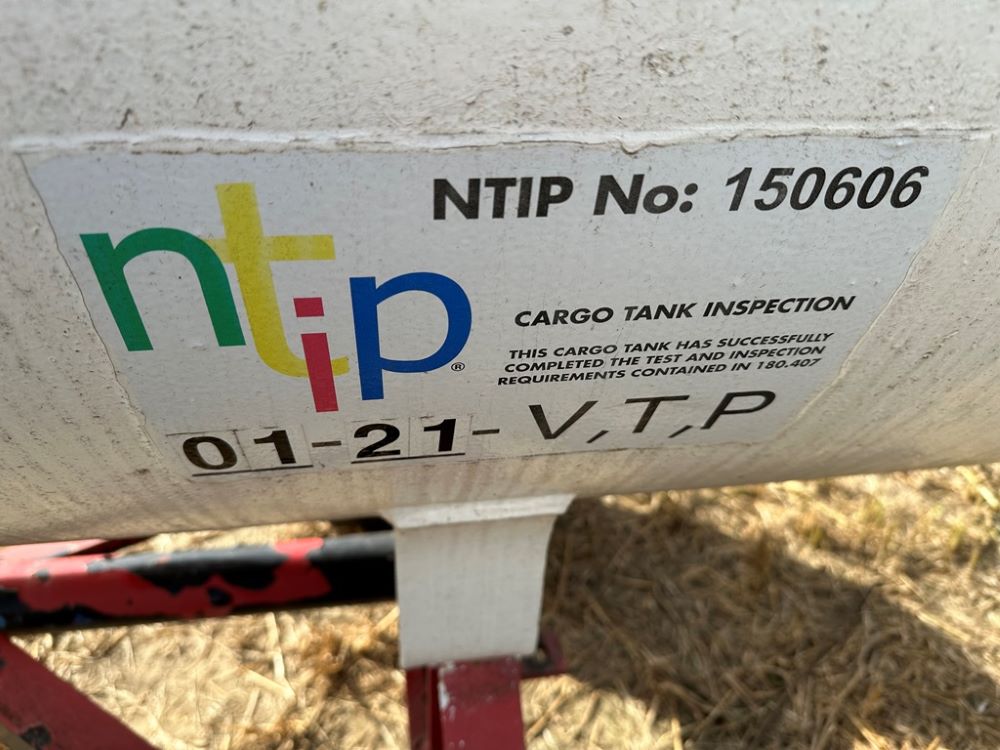 NTIP No: 150606
ntip®
CARGO TANK INSPECTION
THIS CARGO TANK HAS SUCCESSFULLY
COMPLETED THE TEST AND INSPECTION
REQUIREMENTS CONTAINED IN 180.407
01-21-V,T,P